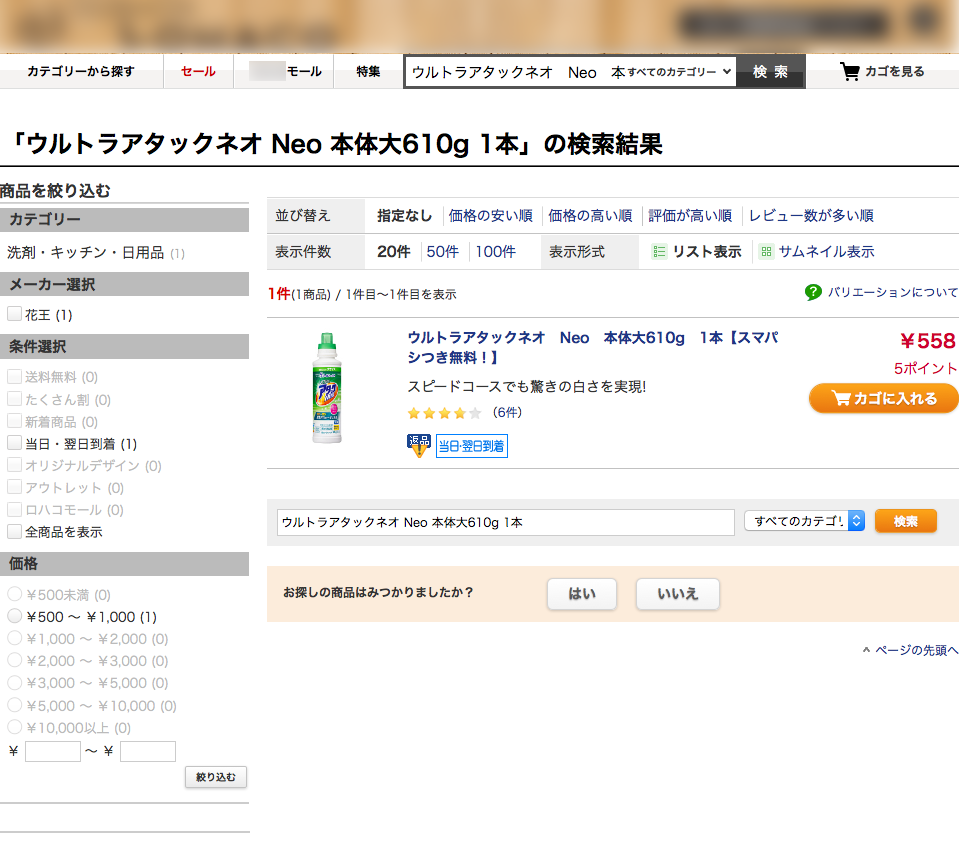 カテゴリーから探す
セール
モール
特集
ウルトラアタックネオ　Neo　本
すべてのカテゴリー
検 索
カゴを見る
「ウルトラアタックネオ Neo 本体大610g 1本」の検索結果
商品を絞り込む
カテゴリー
洗剤・キッチン・日用品 (1)
メーカー選択
花王 (1)
条件選択
送料無料 (0)
たくさん割 (0)
新着商品 (0)
当日・翌日到着 (1)
オリジナルデザイン (0)
アウトレット (0)
ロハコモール (0)
全商品を表示
価格
¥500未満 (0)
¥500 〜 ¥1,000 (1)
¥1,000 〜 ¥2,000 (0)
¥2,000 〜 ¥3,000 (0)
¥3,000 〜 ¥5,000 (0)
¥5,000 〜 ¥10,000 (0)
¥10,000以上 (0)
¥ 〜 ¥
絞り込む
並び替え 指定なし 価格の安い順 価格の高い順 評価が高い順 レビュー数が多い順
表示件数 20件 50件 100件 表示形式 リスト表示 サムネイル表示
1件(1商品) / 1件目〜1件目を表示
? バリエーションについて
ウルトラアタックネオ　Neo　本体大610g　1本【スマパ
シつき無料！】
スピードコースでも驚きの白さを実現!
(6件)
返品
当日・翌日到着
¥558
5ポイント
カゴに入れる
アタック
ウルトラアタックネオ Neo 本体大610g 1本
すべてのカテゴリ
検索
お探しの商品はみつかりましたか？
はい
いいえ
^ ページの先頭へ